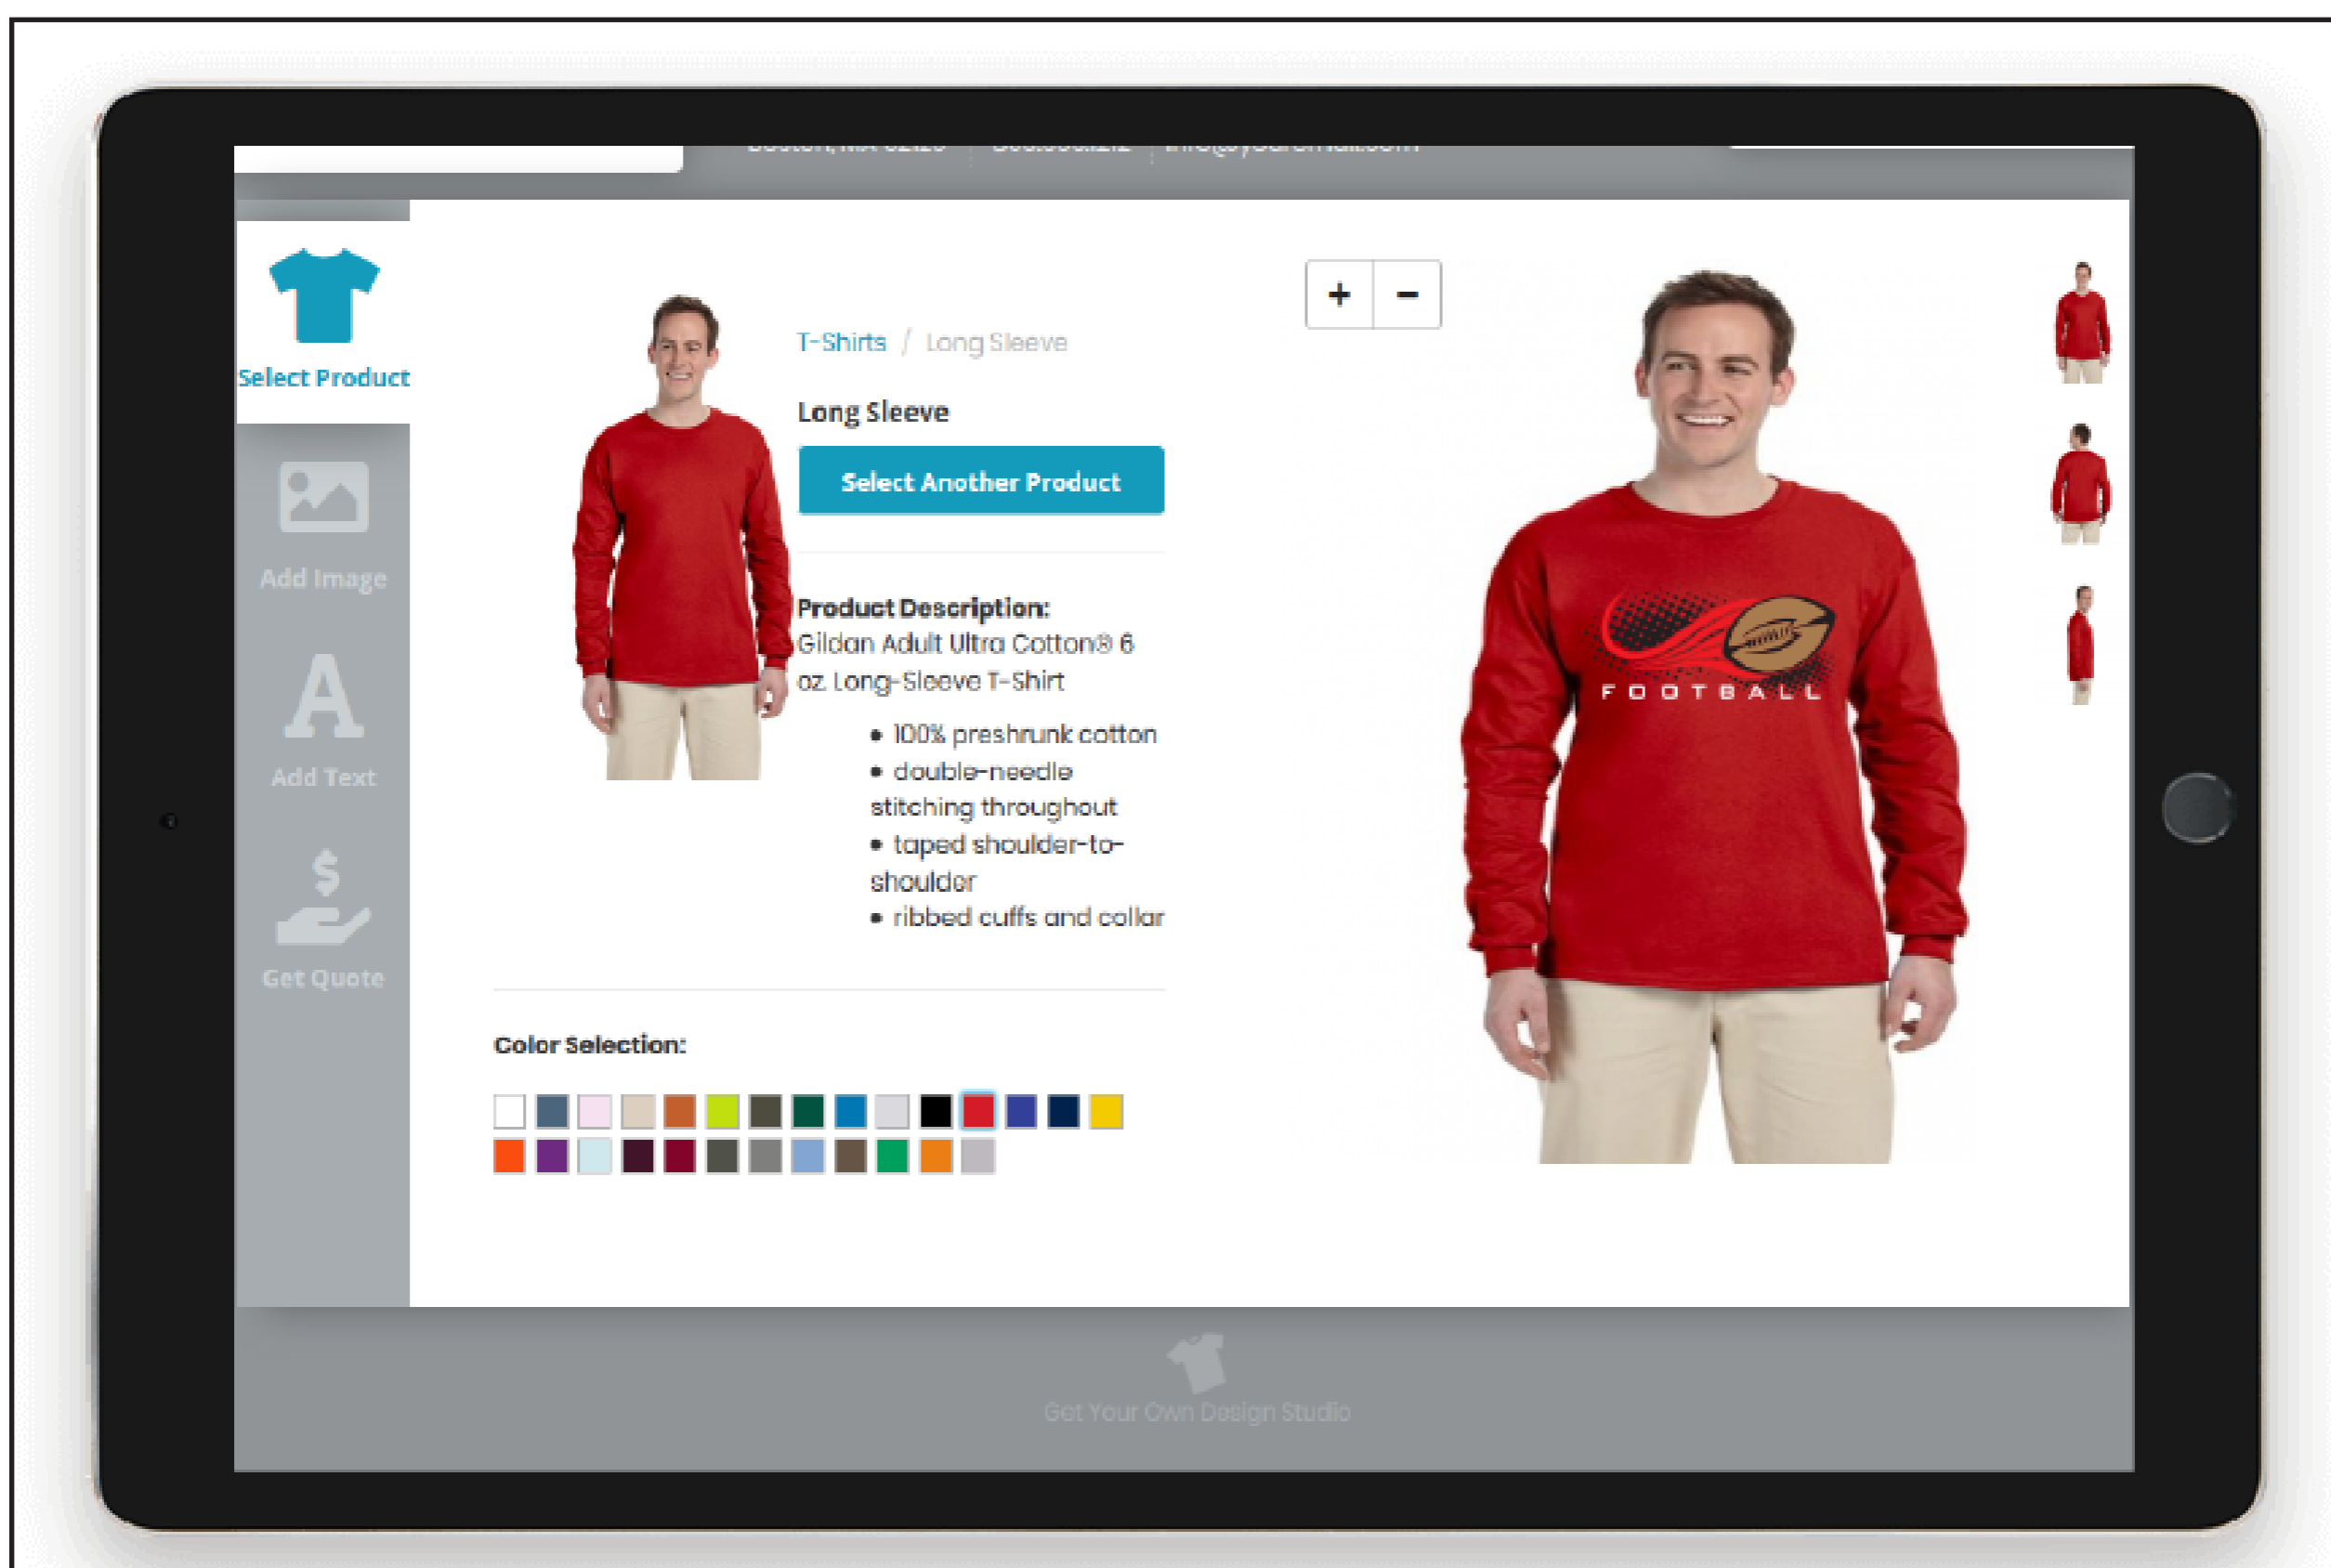 Select Product
Add Image
Add Text
$
Get Quote
T-Shirts / Long Sleeve
Long Sleeve
Select Another Product
Product Description:
Gildan Adult Ultra Cotton® 6
oz. Long-Sleeve T-Shirt
• 100% preshrunk cotton
• double-needle
stitching throughout
• taped shoulder-to-
shoulder
• ribbed cuffs and collar
Color Selection:
+ −
FOOTBALL
Get Your Own Design Studio